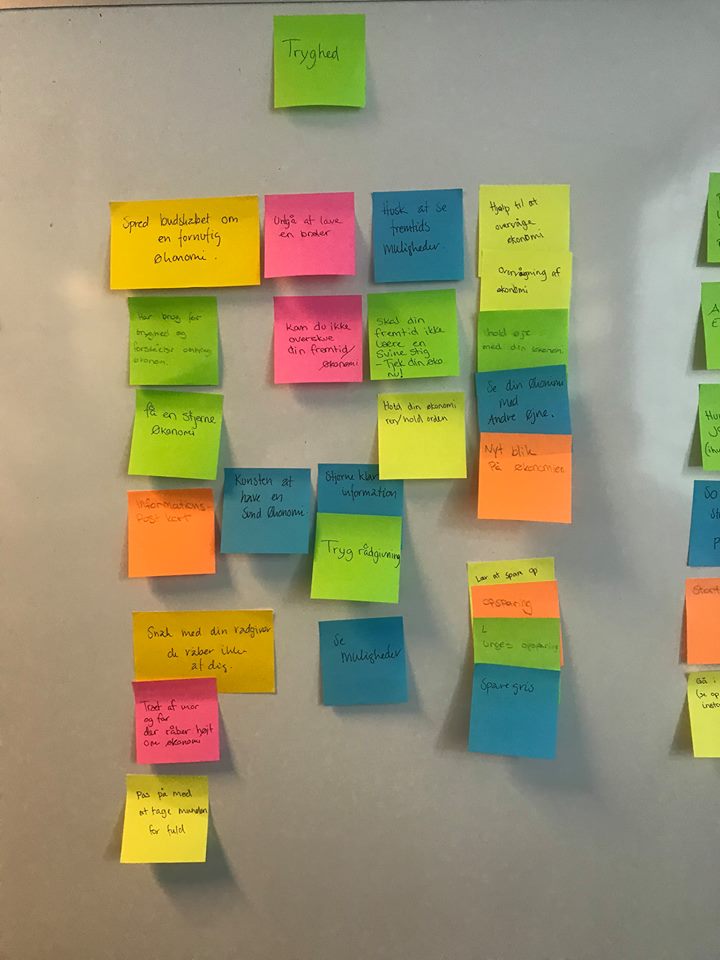 Tryghed
Spred budskabet om
en fornuftig
økonomi.
Undgå at lave
en brøler
Husk at se
fremtids
muligheder.
Hjælp til at
overvåge
økonomi
Overvågning af
økonomi
Hold øje
med din økonomi
Se din økonomi
med
Andre øjne.
Nyt blik
På økonomien
Har brug for
tryghed og
økonomi
Kan du ikke
overskue
din fremtid/
økonomi
Skal din
fremtid ikke
være en
Svine stig
- Tjek din øko
nu!
få en stjerne
økonomi
Hold din økonomi
ren/hold orden
Informations-
Post kort
Kunsten at
have en
Sund økonomi
Stjerne klar
information
Tryg rådgivning
Lær at spare op
opsparing
L
unges opsparing
Spare gris
Snak med din rådgiver
de råber ikke
af dig.
Se
Muligheder
Træt af mor
og far
der råber højt
om økonomi
Pas på med
at tage munden
for fuld